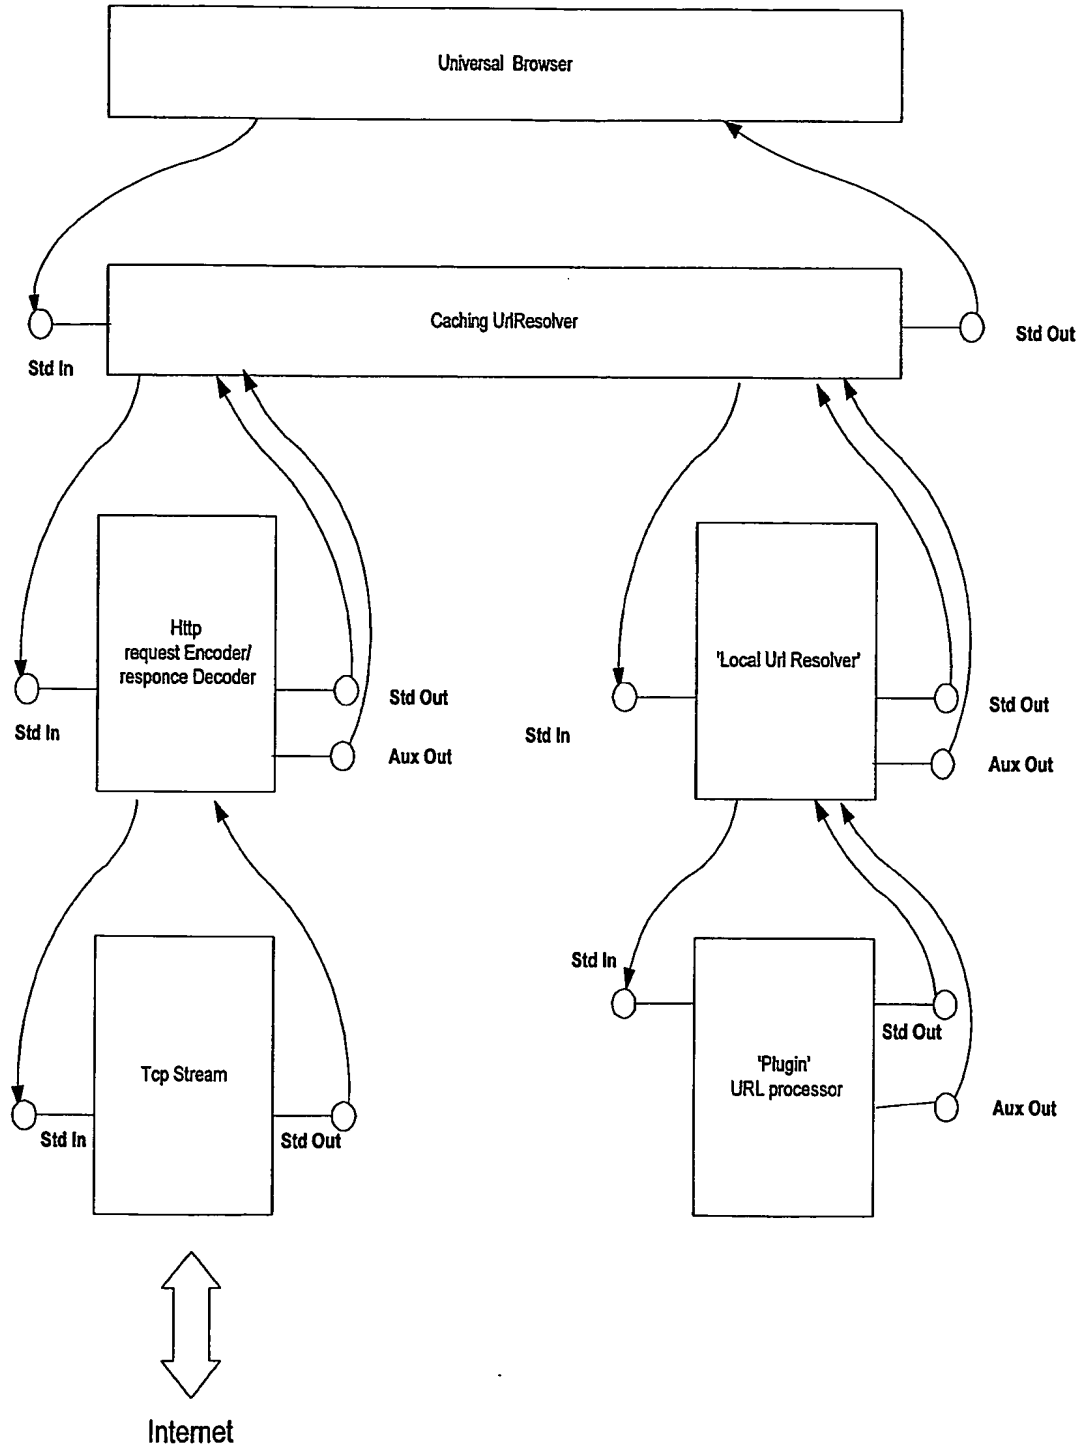 Universal Browser
Caching UrlResolver
Std In
Std Out
Http
request Encoder/
responce Decoder
'Local Url Resolver'
Std In
Std Out
Aux Out
Std In
Std Out
Aux Out
Tcp Stream
Std In
Std Out
Std In
Std Out
'Plugin'
URL processor
Aux Out
Internet